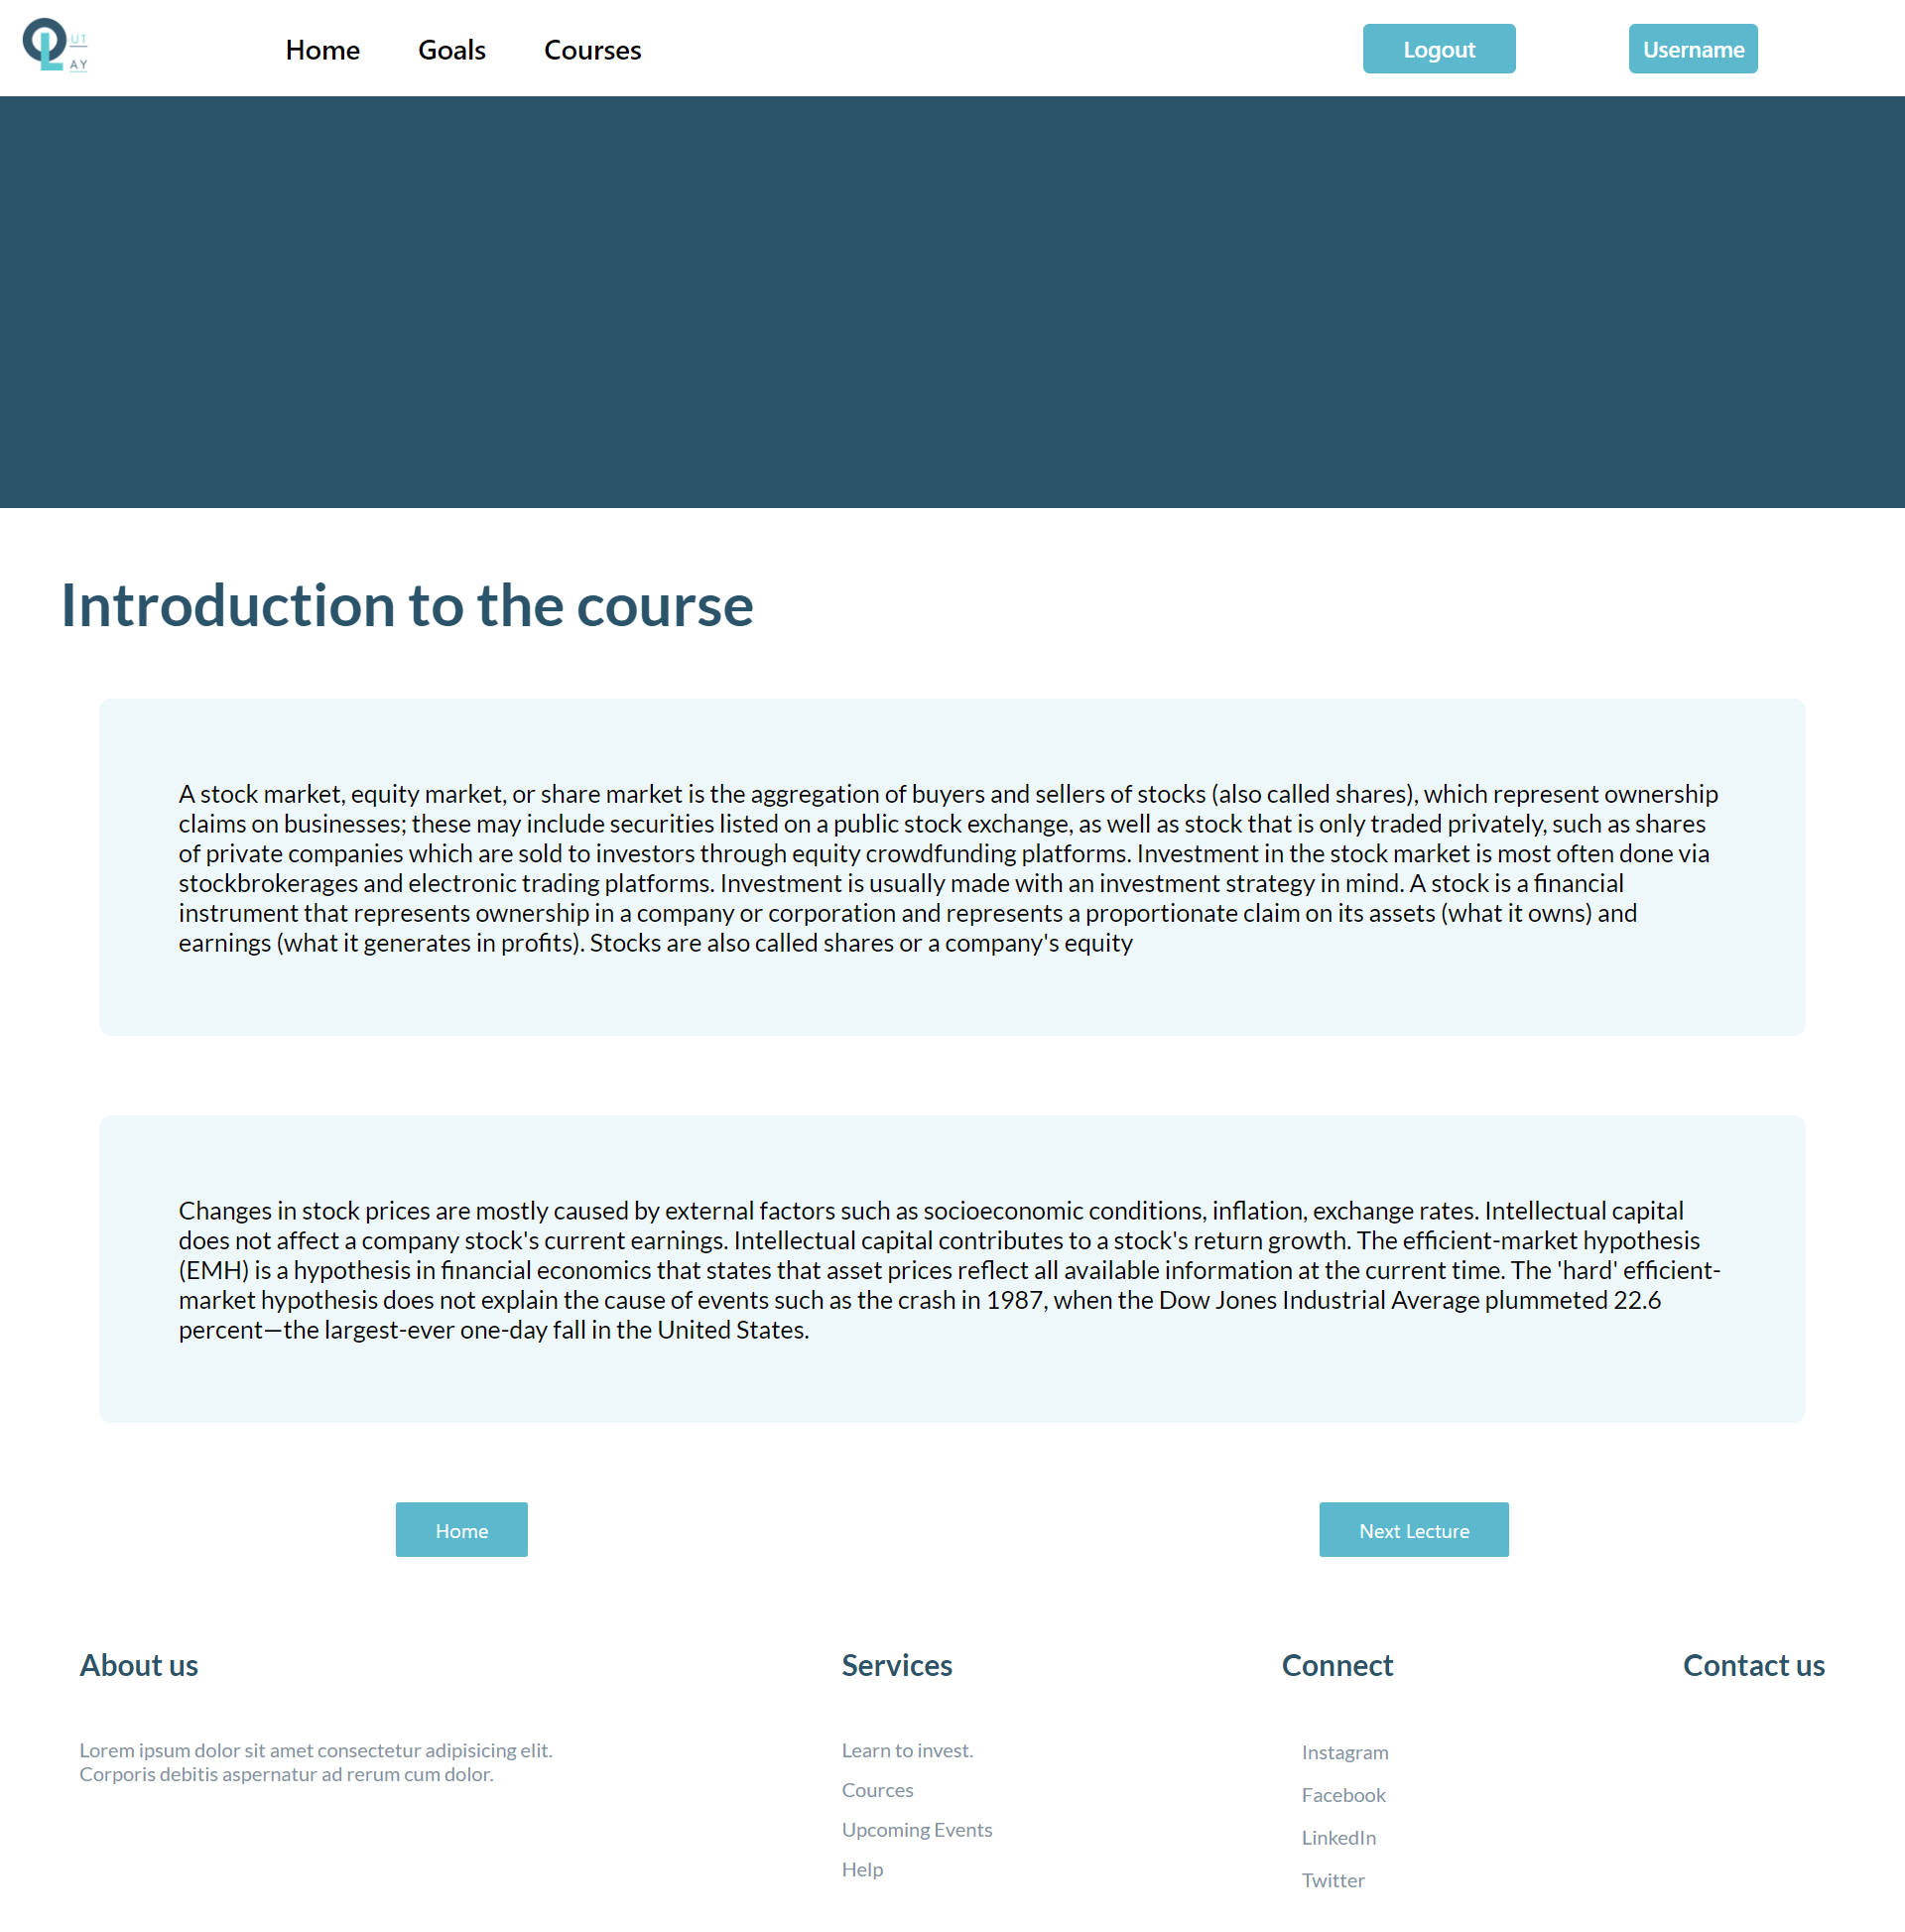 UT
AY
Home Goals Courses Logout Username
Introduction to the course
A stock market, equity market, or share market is the aggregation of buyers and sellers of stocks (also called shares), which represent ownership
claims on businesses; these may include securities listed on a public stock exchange, as well as stock that is only traded privately, such as shares
of private companies which are sold to investors through equity crowdfunding platforms. Investment in the stock market is most often done via
stockbrokerages and electronic trading platforms. Investment is usually made with an investment strategy in mind. A stock is a financial
instrument that represents ownership in a company or corporation and represents a proportionate claim on its assets (what it owns) and
earnings (what it generates in profits). Stocks are also called shares or a company's equity
Changes in stock prices are mostly caused by external factors such as socioeconomic conditions, inflation, exchange rates. Intellectual capital
does not affect a company stock's current earnings. Intellectual capital contributes to a stock's return growth. The efficient-market hypothesis
(EMH) is a hypothesis in financial economics that states that asset prices reflect all available information at the current time. The 'hard' efficient-
market hypothesis does not explain the cause of events such as the crash in 1987, when the Dow Jones Industrial Average plummeted 22.6
percent—the largest-ever one-day fall in the United States.
Home Next Lecture
About us
Lorem ipsum dolor sit amet consectetur adipisicing elit.
Corporis debitis aspernatur ad rerum cum dolor.
Services
Learn to invest.
Cources
Upcoming Events
Help
Connect
Instagram
Facebook
LinkedIn
Twitter
Contact us